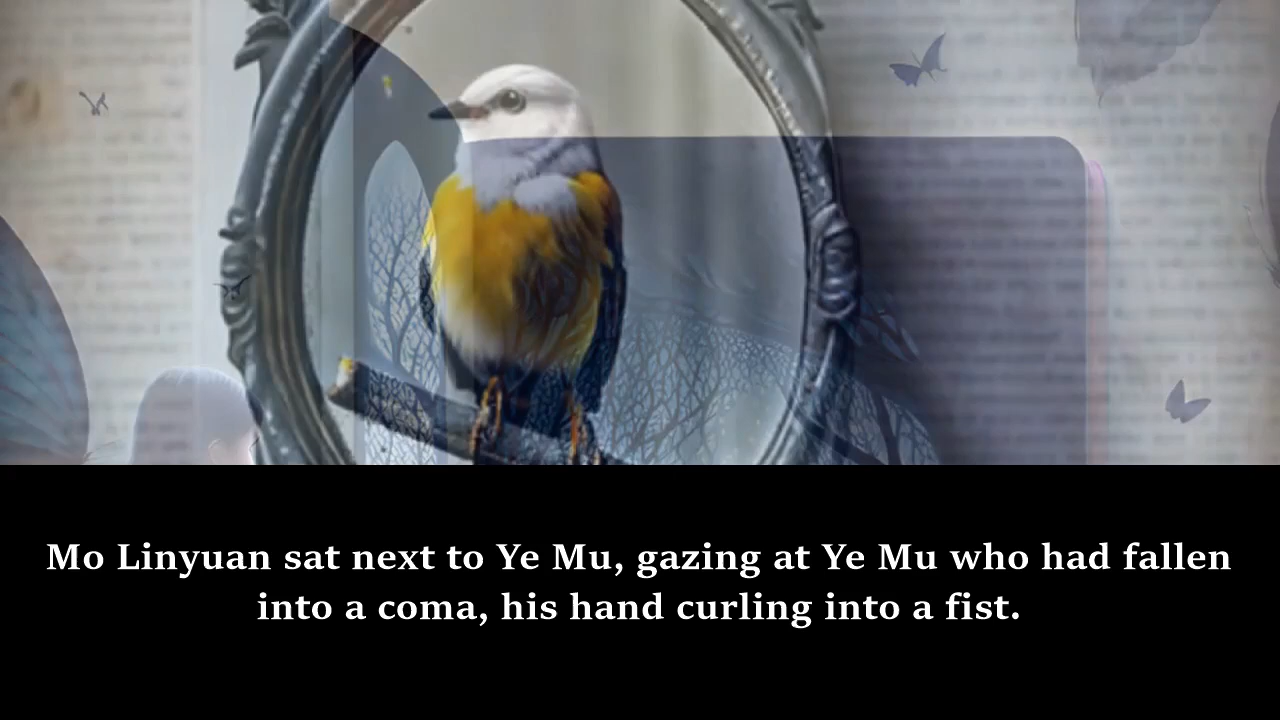 Mo Linyuan sat next to Ye Mu, gazing at Ye Mu who had fallen
into a coma, his hand curling into a fist.